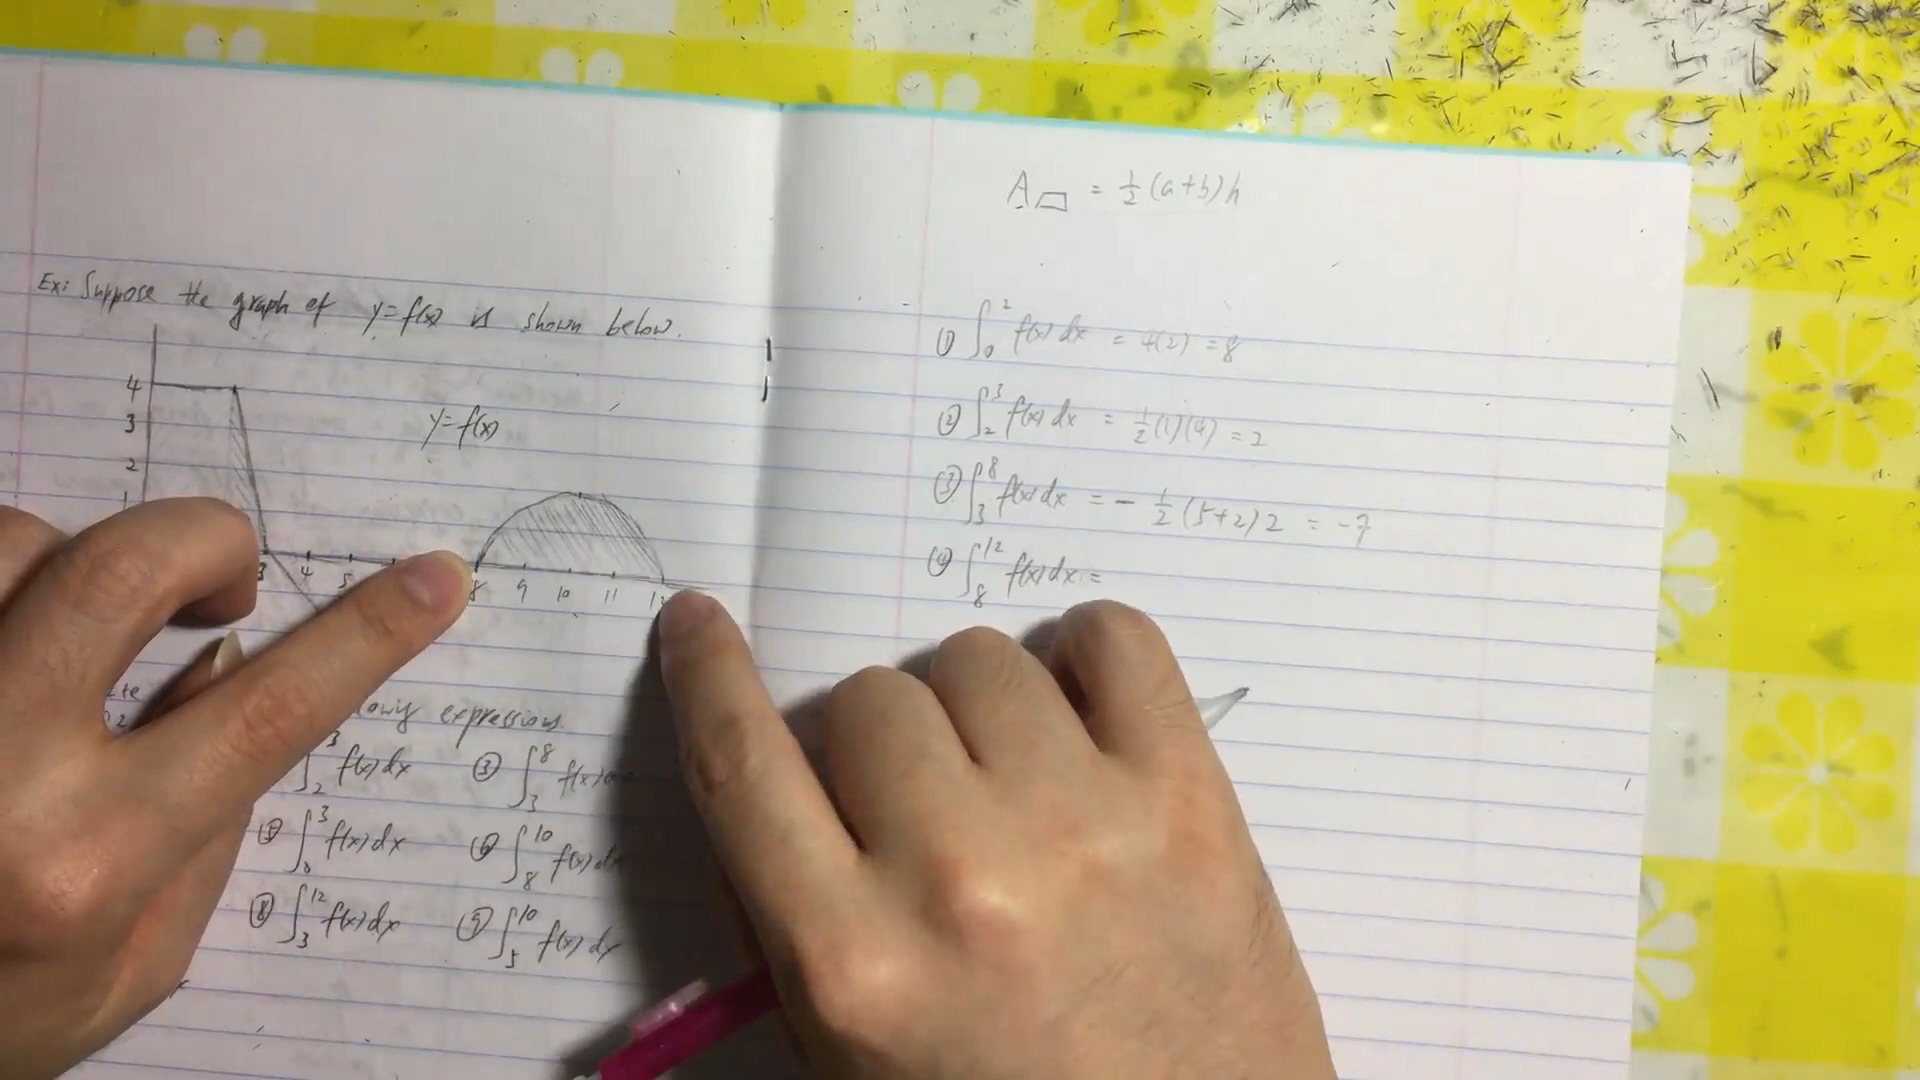 Ex: Suppose the graph of y=f(x) is shown below.
4
3
2
1
y=f(x)
3 4 5 8 9 10 11 12
expressions.
∫₂³ f(x)dx ③ ∫₃⁸ f(x)
⑤ ∫₀³ f(x)dx ⑥ ∫₈¹⁰ f(x)dx
⑧ ∫₃¹² f(x)dx ⑨ ∫₅¹⁰ f(x)dx
A▱ = ½(a+b)h
① ∫₀² f(x)dx = 4(2) = 8
② ∫₂³ f(x)dx = ½(1)(4) = 2
③ ∫₃⁸ f(x)dx = - ½(5+2)2 = -7
④ ∫₈¹² f(x)dx =